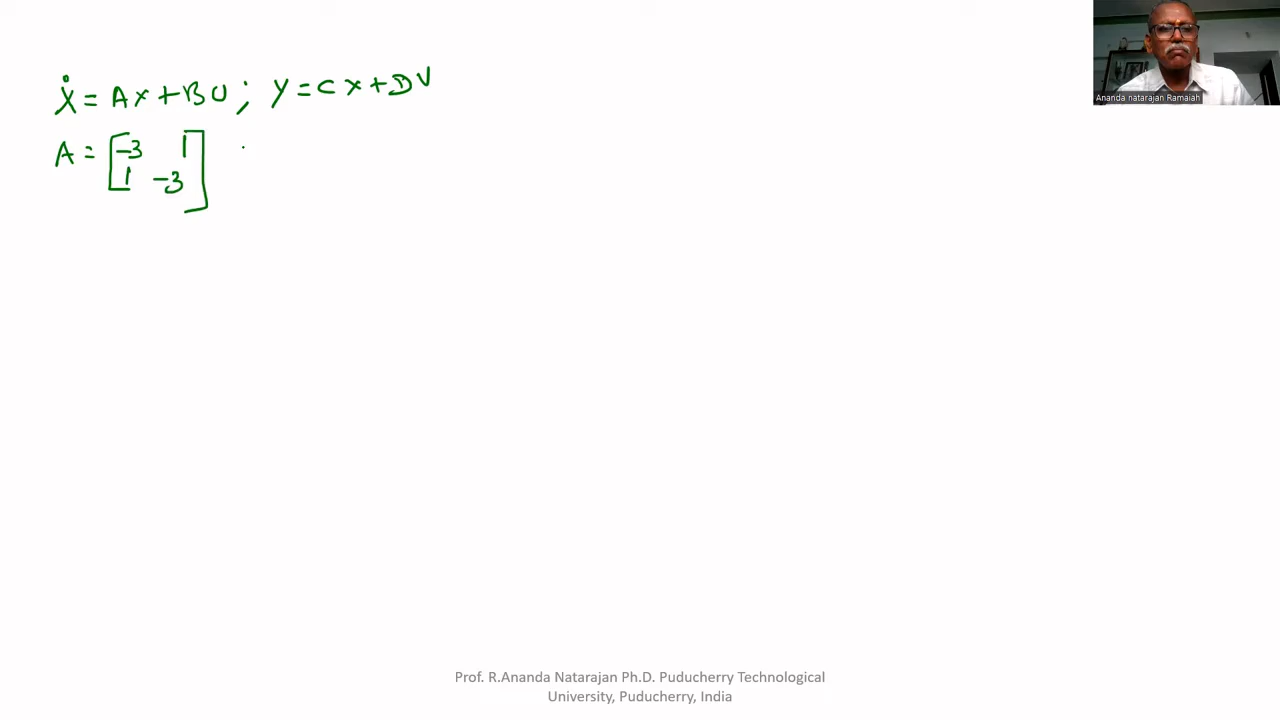 Ẋ = AX + BU ; Y = CX + DU
A = [-3 1
1 -3]
Ananda natarajan Ramaiah
Prof. R.Ananda Natarajan Ph.D. Puducherry Technological
University, Puducherry, India